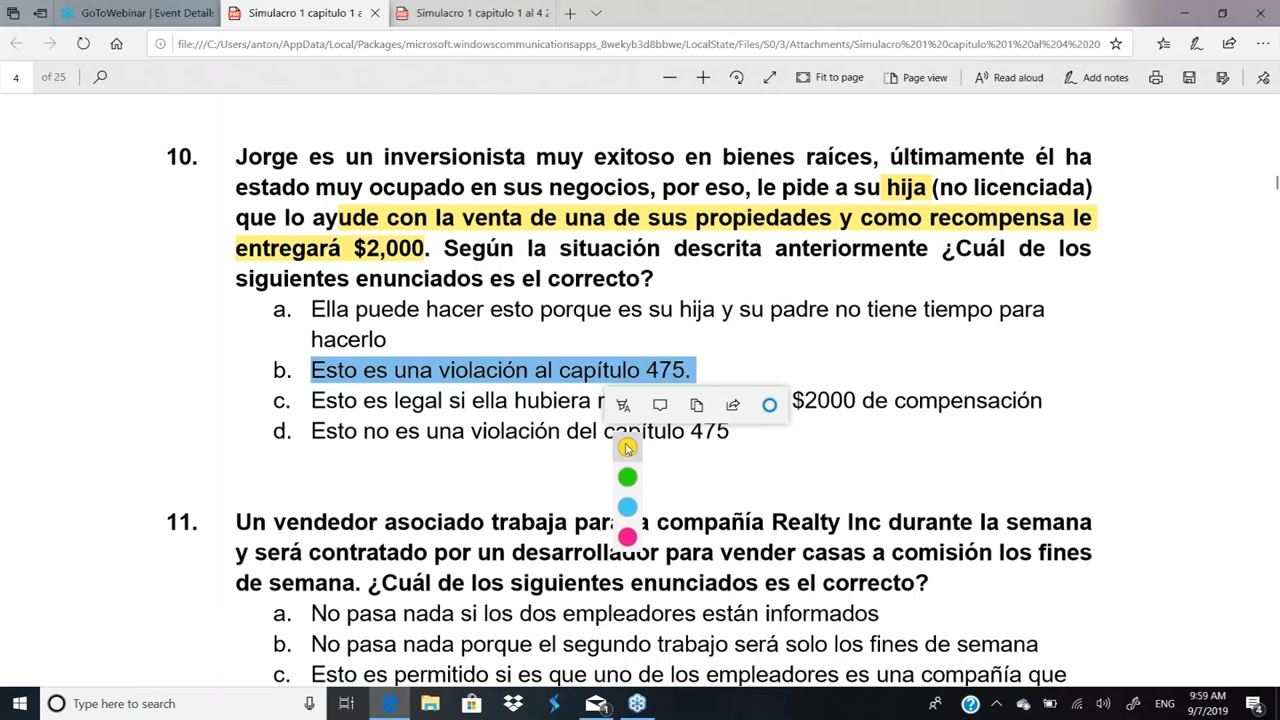 GoToWebinar | Event Details
Simulacro 1 capitulo 1 a
Simulacro 1 capitulo 1 al 4 2
file:///C:/Users/anton/AppData/Local/Packages/microsoft.windowscommunicationsapps_8wekyb3d8bbwe/LocalState/Files/S0/3/Attachments/Simulacro%201%20capitulo%201%20al%204%2020
4 of 25 Fit to page Page view Read aloud Add notes
10. Jorge es un inversionista muy exitoso en bienes raíces, últimamente él ha
estado muy ocupado en sus negocios, por eso, le pide a su hija (no licenciada)
que lo ayude con la venta de una de sus propiedades y como recompensa le
entregará $2,000. Según la situación descrita anteriormente ¿Cuál de los
siguientes enunciados es el correcto?
a. Ella puede hacer esto porque es su hija y su padre no tiene tiempo para
hacerlo
b. Esto es una violación al capítulo 475.
c. Esto es legal si ella hubiera $2000 de compensación
d. Esto no es una violación del capítulo 475
11. Un vendedor asociado trabaja para la compañía Realty Inc durante la semana
y será contratado por un desarrollador para vender casas a comisión los fines
de semana. ¿Cuál de los siguientes enunciados es el correcto?
a. No pasa nada si los dos empleadores están informados
b. No pasa nada porque el segundo trabajo será solo los fines de semana
c. Esto es permitido si es que uno de los empleadores es una compañía que
Type here to search
ENG
9:59 AM
9/7/2019